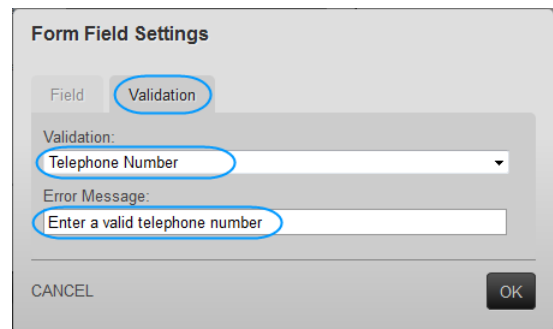 Form Field Settings
Field Validation
Validation:
Telephone Number
Error Message:
Enter a valid telephone number
CANCEL OK